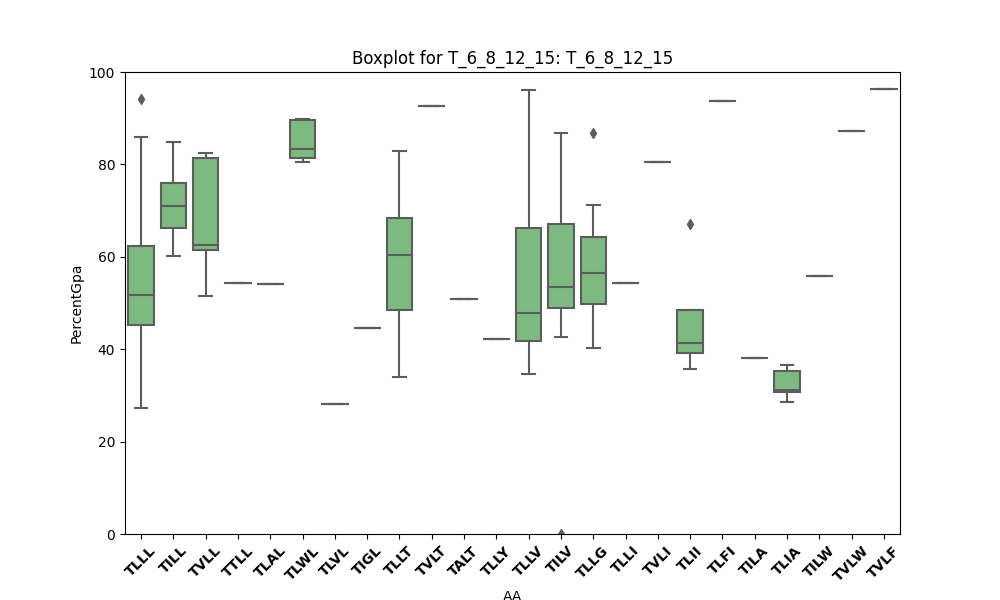 Boxplot for T_6_8_12_15: T_6_8_12_15
100
80
60
40
20
0
PercentGpa
TLLL TILL TVLL TTLL TLAL TLWL TLVL TIGL TLLT TVLT TALT TLLY TLLV TILV TLLG TLLI TVLI TLII TLFI TILA TLIA TILW TVLW TVLF
AA